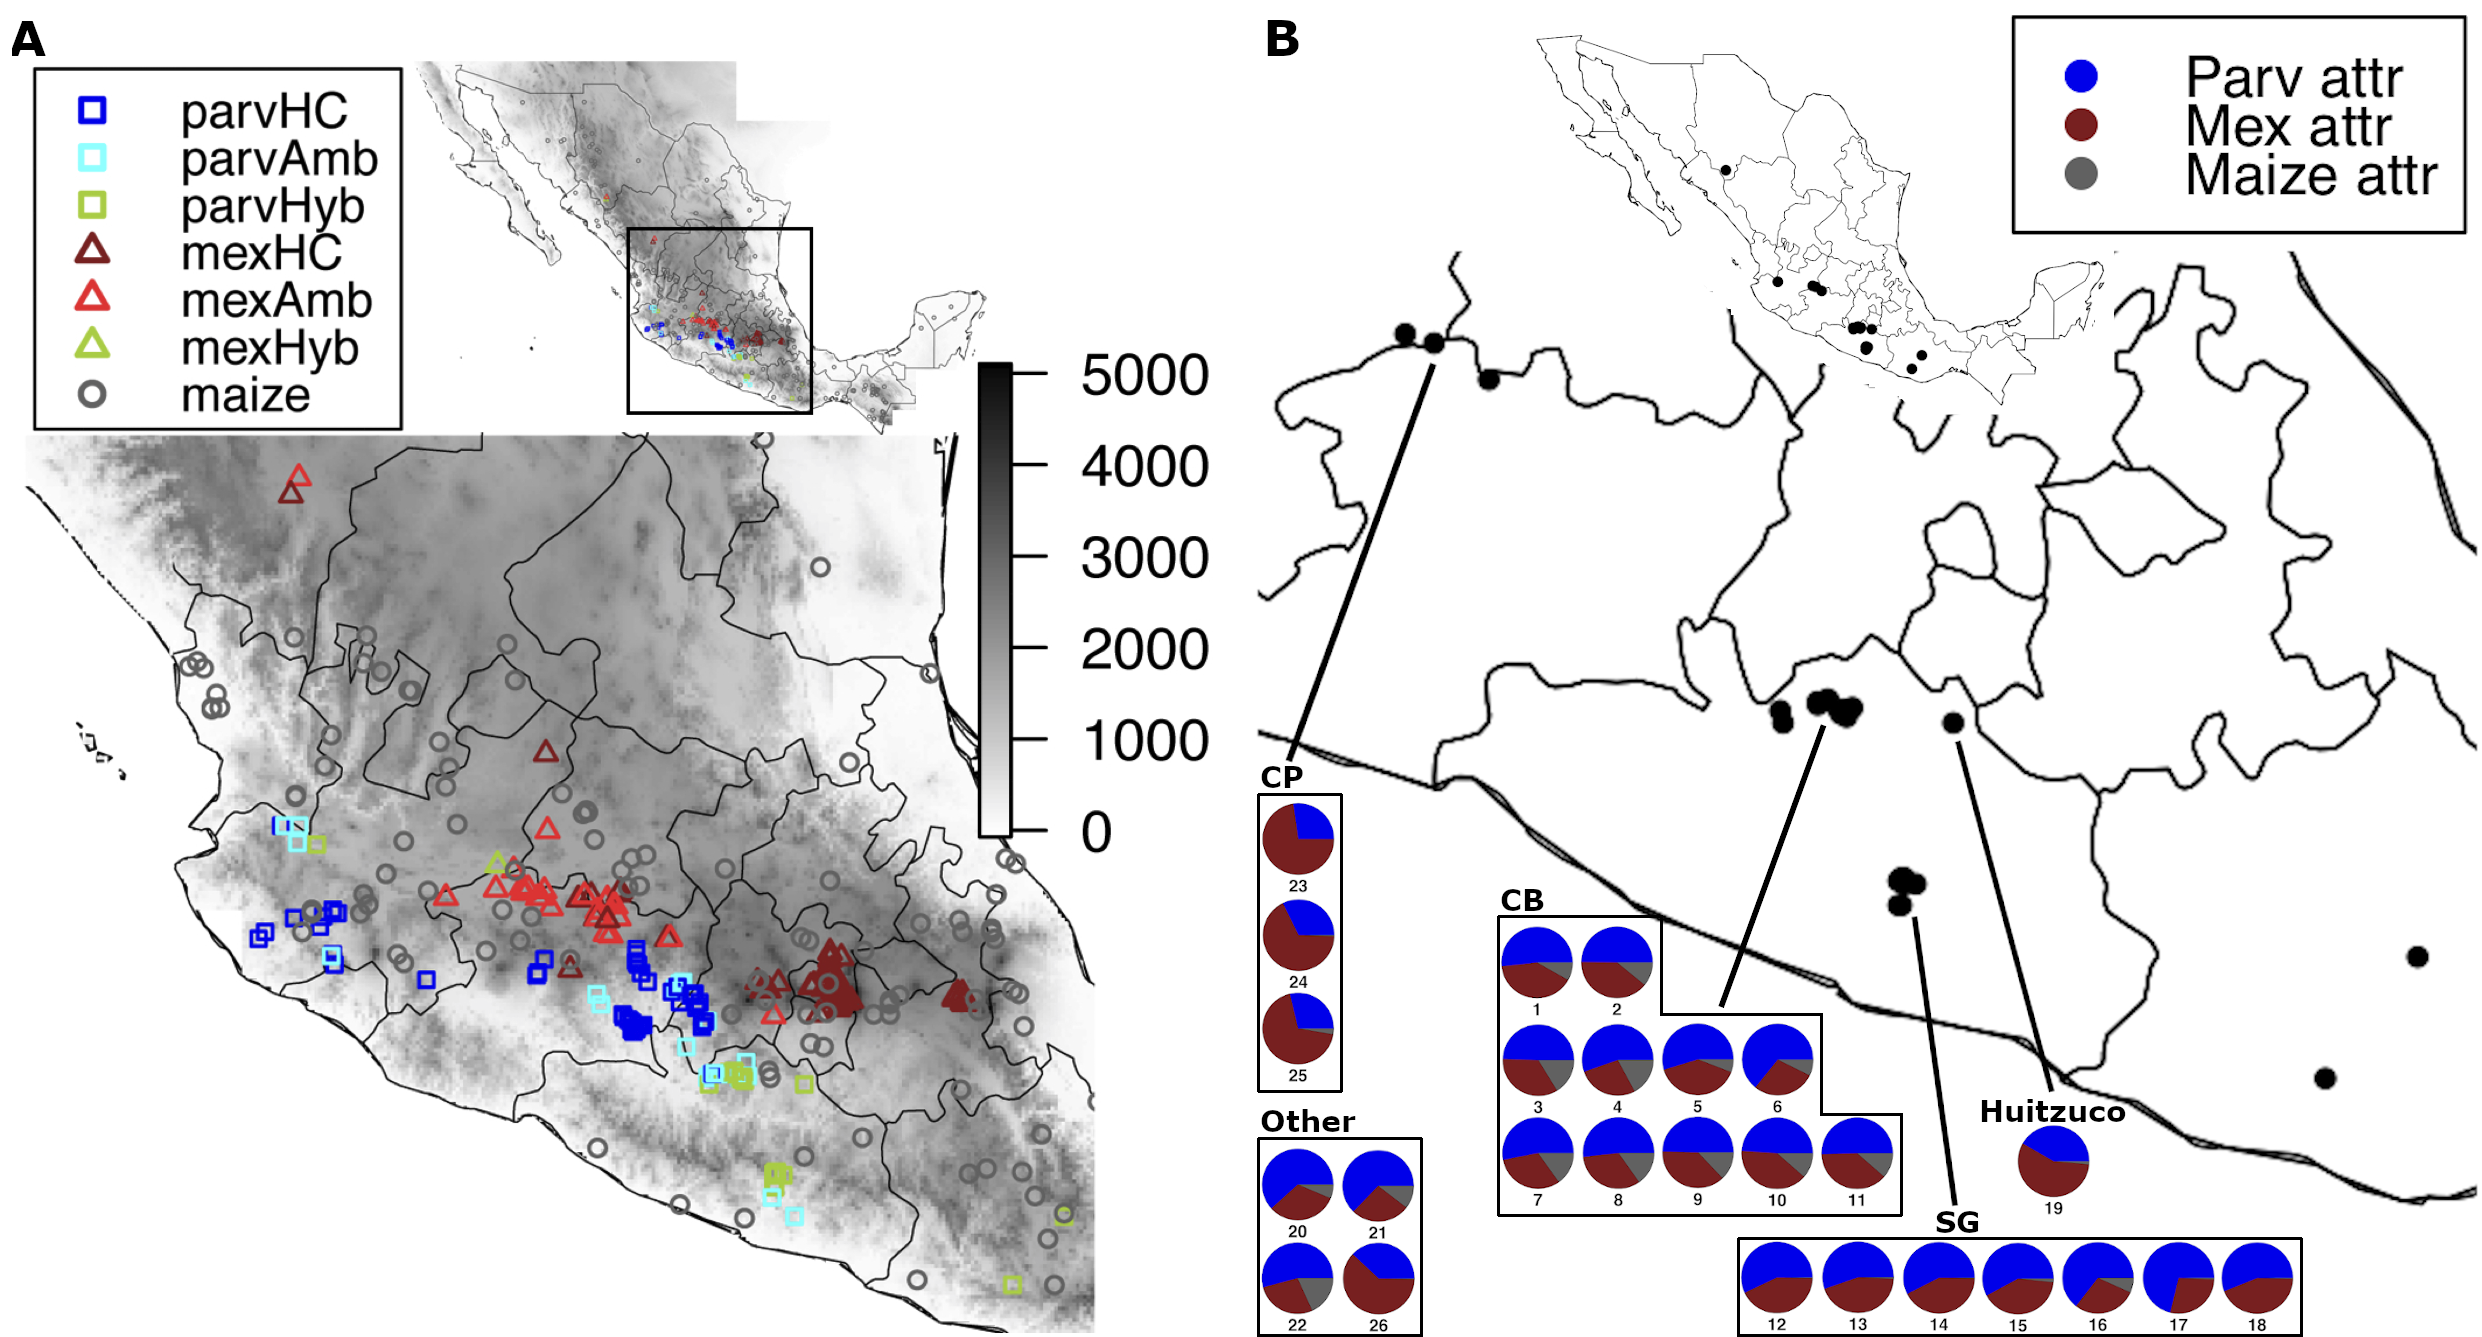 A
parvHC
parvAmb
parvHyb
mexHC
mexAmb
mexHyb
maize
5000
4000
3000
2000
1000
0
B
Parv attr
Mex attr
Maize attr
CP
23
24
25
Other
20 21
22 26
CB
1 2
3 4 5 6
7 8 9 10 11
Huitzuco
19
SG
12 13 14 15 16 17 18